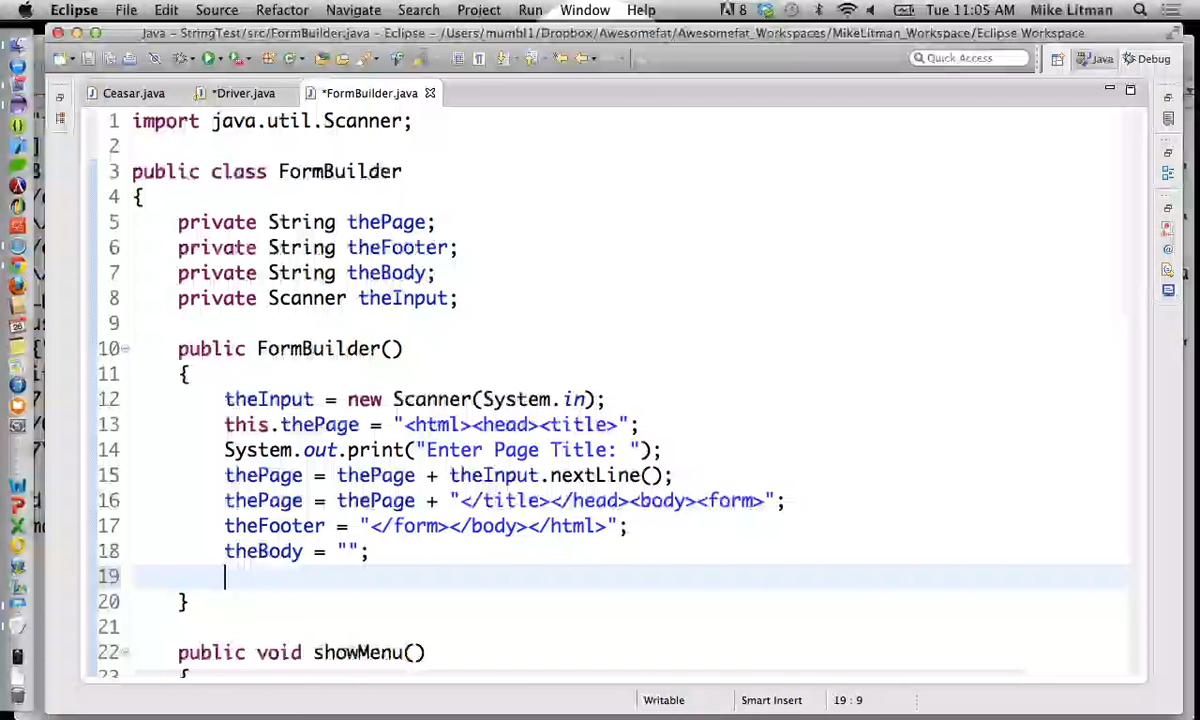 Eclipse File Edit Source Refactor Navigate Search Project Run Window Help 8 Tue 11:05 AM Mike Litman
Java – StringTest/src/FormBuilder.java – Eclipse – /Users/mumbl1/Dropbox/Awesomefat/Awesomefat_Workspaces/MikeLitman_Workspace/Eclipse Workspace
Quick Access Java Debug
Ceasar.java *Driver.java *FormBuilder.java
1 import java.util.Scanner;
2
3 public class FormBuilder
4 {
5 private String thePage;
6 private String theFooter;
7 private String theBody;
8 private Scanner theInput;
9
10 public FormBuilder()
11 {
12 theInput = new Scanner(System.in);
13 this.thePage = "<html><head><title>";
14 System.out.print("Enter Page Title: ");
15 thePage = thePage + theInput.nextLine();
16 thePage = thePage + "</title></head><body><form>";
17 theFooter = "</form></body></html>";
18 theBody = "";
19
20 }
21
22 public void showMenu()
23 {
Writable Smart Insert 19 : 9